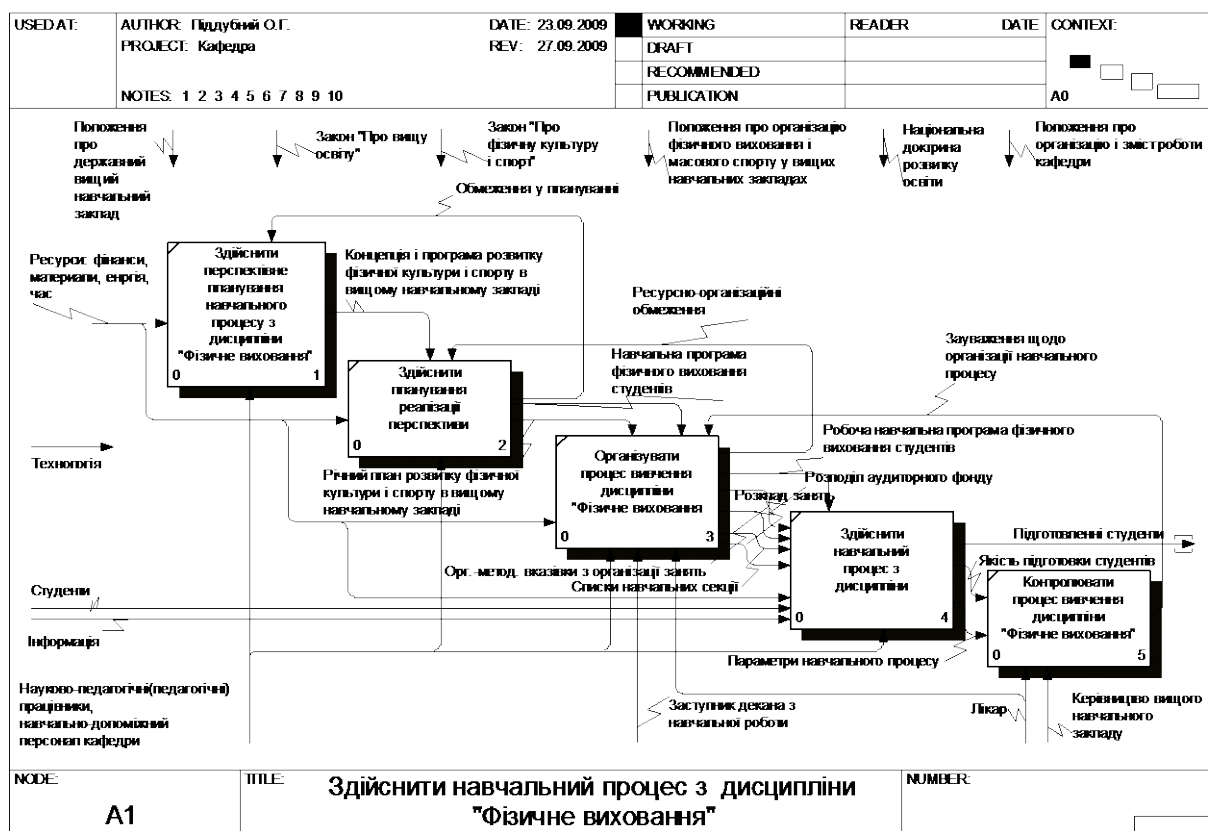 USED AT:
AUTHOR: Піддубний О.Г.
DATE: 23.09.2009
WORKING
READER
DATE
CONTEXT:
PROJECT: Кафедра
REV: 27.09.2009
DRAFT
RECOMMENDED
NOTES: 1 2 3 4 5 6 7 8 9 10
PUBLICATION
A0
Положення
про
державний
вищий
навчальний
заклад
Закон "Про вищу
освіту"
Закон "Про
фізичну культуру
і спорт"
Положення про організацію
фізичного виховання і
масового спорту у вищих
навчальних закладах
Національна
доктрина
розвитку
освіти
Положення про
організацію і змістроботи
кафедри
Обмеження у плануванні
Ресурси: фінанси,
материали, енргія,
час
Здійснити
перспективне
планування
навчального
процесу з
дисципліни
"Фізичне виховання"
0 1
Концепція і програма розвитку
фізичної культури і спорту в
вищому навчальному закладі
Ресурсно-організаційні
обмеження
Навчальна програма
фізичного виховання
студентів
Зауваження щодо
організації навчального
процесу
Здійснити
планування
реалізації
перспективи
0 2
Технологія
Річний план розвитку фізичної
культури і спорту в вищому
навчальному закладі
Організувати
процес вивчення
дисципліни
"Фізичне виховання
0 3
Робоча навчальна програма фізичного
виховання студентів
Розподіл аудиторного фонду
Розклад занять
Здійснити
навчальний
процес з
дисципліни
0 4
Підготовленні студенти
Орг.-метод. вказівки з організації занять
Списки навчальних секції
Якість підготовки студентів
Студенти
Інформація
Контролювати
процес вивчення
дисципліни
"Фізичне виховання"
0 5
Параметри навчального процесу
Науково-педагогічні(педагогічні)
працівники,
навчально-допоміжний
персонал кафедри
Заступник декана з
навчальної роботи
Лікар
Керівництво вищого
навчального
закладу
NODE:
TITLE:
NUMBER:
A1
Здійснити навчальний процес з дисципліни
"Фізичне виховання"